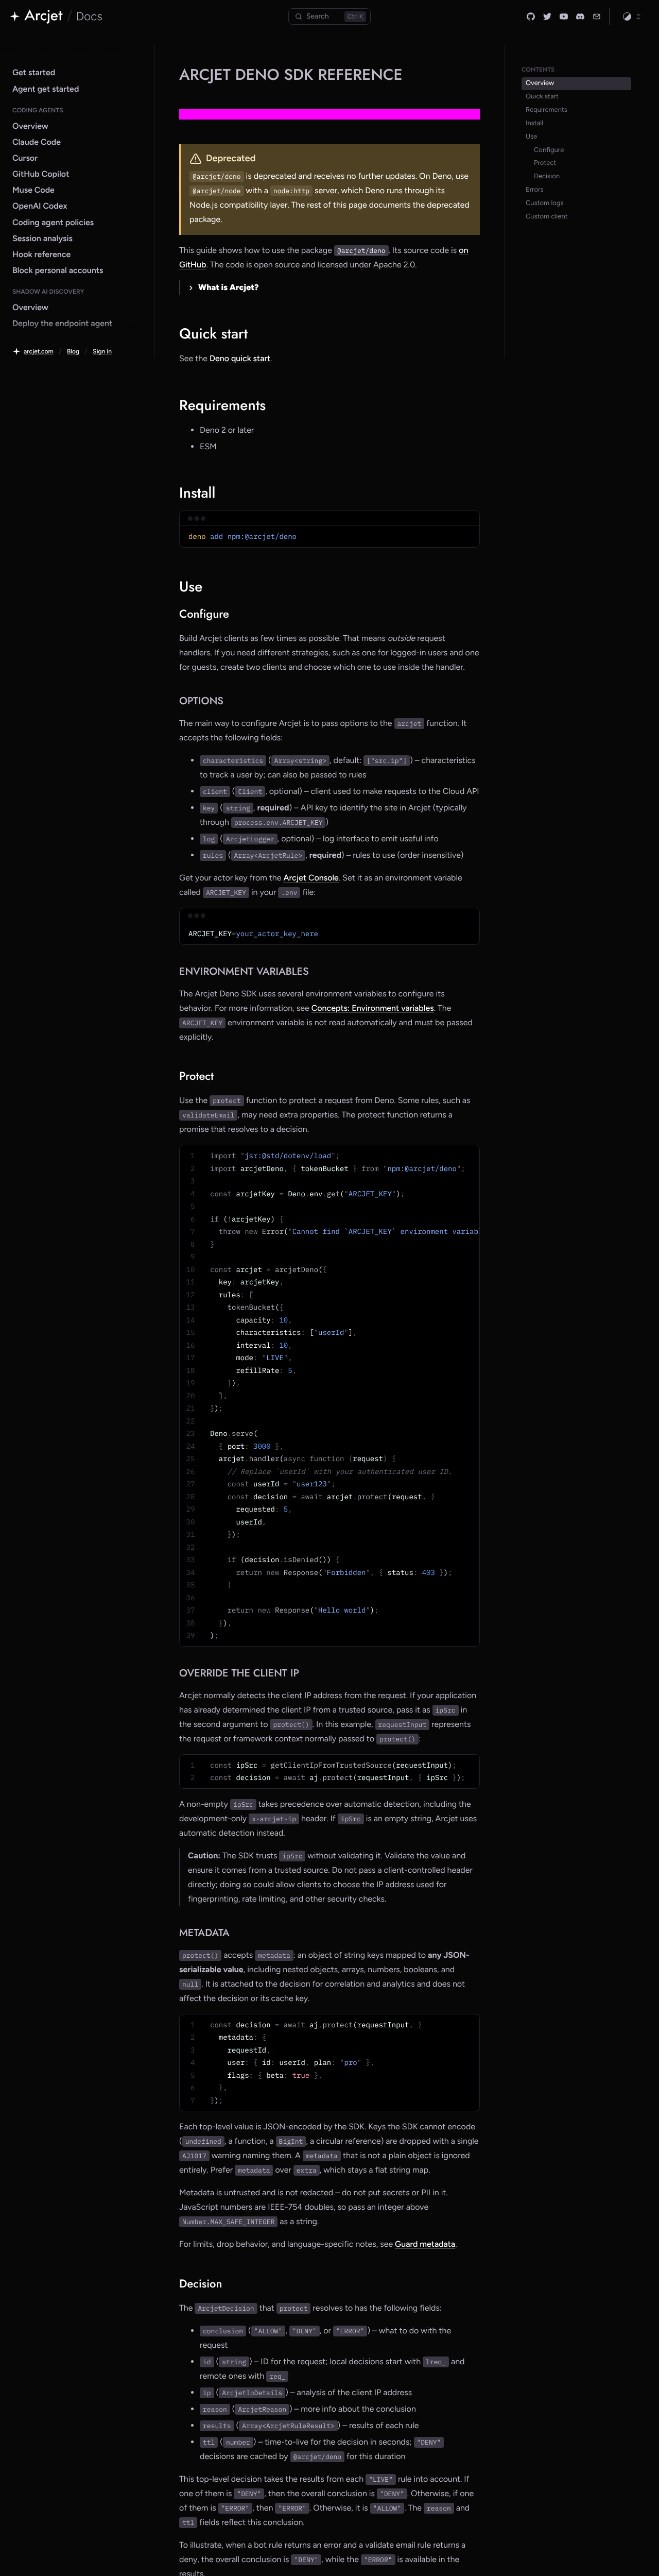 Arcjet / Docs
Search Ctrl K
Get started
Agent get started
CODING AGENTS
Overview
Claude Code
Cursor
GitHub Copilot
Muse Code
OpenAI Codex
Coding agent policies
Session analysis
Hook reference
Block personal accounts
SHADOW AI DISCOVERY
Overview
Deploy the endpoint agent
arcjet.com / Blog / Sign in
CONTENTS
Overview
Quick start
Requirements
Install
Use
Configure
Protect
Decision
Errors
Custom logs
Custom client
ARCJET DENO SDK REFERENCE
Deprecated
@arcjet/deno is deprecated and receives no further updates. On Deno, use
@arcjet/node with a node:http server, which Deno runs through its
Node.js compatibility layer. The rest of this page documents the deprecated
package.
This guide shows how to use the package @arcjet/deno. Its source code is on
GitHub. The code is open source and licensed under Apache 2.0.
What is Arcjet?
Quick start
See the Deno quick start.
Requirements
• Deno 2 or later
• ESM
Install
deno add npm:@arcjet/deno
Use
Configure
Build Arcjet clients as few times as possible. That means outside request
handlers. If you need different strategies, such as one for logged-in users and one
for guests, create two clients and choose which one to use inside the handler.
OPTIONS
The main way to configure Arcjet is to pass options to the arcjet function. It
accepts the following fields:
• characteristics (Array<string>, default: ["src.ip"]) – characteristics
to track a user by; can also be passed to rules
• client (Client, optional) – client used to make requests to the Cloud API
• key (string, required) – API key to identify the site in Arcjet (typically
through process.env.ARCJET_KEY)
• log (ArcjetLogger, optional) – log interface to emit useful info
• rules (Array<ArcjetRule>, required) – rules to use (order insensitive)
Get your actor key from the Arcjet Console. Set it as an environment variable
called ARCJET_KEY in your .env file:
ARCJET_KEY=your_actor_key_here
ENVIRONMENT VARIABLES
The Arcjet Deno SDK uses several environment variables to configure its
behavior. For more information, see Concepts: Environment variables. The
ARCJET_KEY environment variable is not read automatically and must be passed
explicitly.
Protect
Use the protect function to protect a request from Deno. Some rules, such as
validateEmail, may need extra properties. The protect function returns a
promise that resolves to a decision.
1 import "jsr:@std/dotenv/load";
2 import arcjetDeno, { tokenBucket } from "npm:@arcjet/deno";
3
4 const arcjetKey = Deno.env.get("ARCJET_KEY");
5
6 if (!arcjetKey) {
7 throw new Error("Cannot find `ARCJET_KEY` environment variab
8 }
9
10 const arcjet = arcjetDeno({
11 key: arcjetKey,
12 rules: [
13 tokenBucket({
14 capacity: 10,
15 characteristics: ["userId"],
16 interval: 10,
17 mode: "LIVE",
18 refillRate: 5,
19 }),
20 ],
21 });
22
23 Deno.serve(
24 { port: 3000 },
25 arcjet.handler(async function (request) {
26 // Replace `userId` with your authenticated user ID.
27 const userId = "user123";
28 const decision = await arcjet.protect(request, {
29 requested: 5,
30 userId,
31 });
32
33 if (decision.isDenied()) {
34 return new Response("Forbidden", { status: 403 });
35 }
36
37 return new Response("Hello world");
38 }),
39 );
OVERRIDE THE CLIENT IP
Arcjet normally detects the client IP address from the request. If your application
has already determined the client IP from a trusted source, pass it as ipSrc in
the second argument to protect(). In this example, requestInput represents
the request or framework context normally passed to protect():
1 const ipSrc = getClientIpFromTrustedSource(requestInput);
2 const decision = await aj.protect(requestInput, { ipSrc });
A non-empty ipSrc takes precedence over automatic detection, including the
development-only x-arcjet-ip header. If ipSrc is an empty string, Arcjet uses
automatic detection instead.
Caution: The SDK trusts ipSrc without validating it. Validate the value and
ensure it comes from a trusted source. Do not pass a client-controlled header
directly; doing so could allow clients to choose the IP address used for
fingerprinting, rate limiting, and other security checks.
METADATA
protect() accepts metadata: an object of string keys mapped to any JSON-
serializable value, including nested objects, arrays, numbers, booleans, and
null. It is attached to the decision for correlation and analytics and does not
affect the decision or its cache key.
1 const decision = await aj.protect(requestInput, {
2 metadata: {
3 requestId,
4 user: { id: userId, plan: "pro" },
5 flags: { beta: true },
6 },
7 });
Each top-level value is JSON-encoded by the SDK. Keys the SDK cannot encode
(undefined, a function, a BigInt, a circular reference) are dropped with a single
AJ1017 warning naming them. A metadata that is not a plain object is ignored
entirely. Prefer metadata over extra, which stays a flat string map.
Metadata is untrusted and is not redacted – do not put secrets or PII in it.
JavaScript numbers are IEEE-754 doubles, so pass an integer above
Number.MAX_SAFE_INTEGER as a string.
For limits, drop behavior, and language-specific notes, see Guard metadata.
Decision
The ArcjetDecision that protect resolves to has the following fields:
• conclusion ("ALLOW", "DENY", or "ERROR") – what to do with the
request
• id (string) – ID for the request; local decisions start with lreq_ and
remote ones with req_
• ip (ArcjetIpDetails) – analysis of the client IP address
• reason (ArcjetReason) – more info about the conclusion
• results (Array<ArcjetRuleResult>) – results of each rule
• ttl (number) – time-to-live for the decision in seconds; "DENY"
decisions are cached by @arcjet/deno for this duration
This top-level decision takes the results from each "LIVE" rule into account. If
one of them is "DENY", then the overall conclusion is "DENY". Otherwise, if one
of them is "ERROR", then "ERROR". Otherwise, it is "ALLOW". The reason and
ttl fields reflect this conclusion.
To illustrate, when a bot rule returns an error and a validate email rule returns a
deny, the overall conclusion is "DENY", while the "ERROR" is available in the
results.